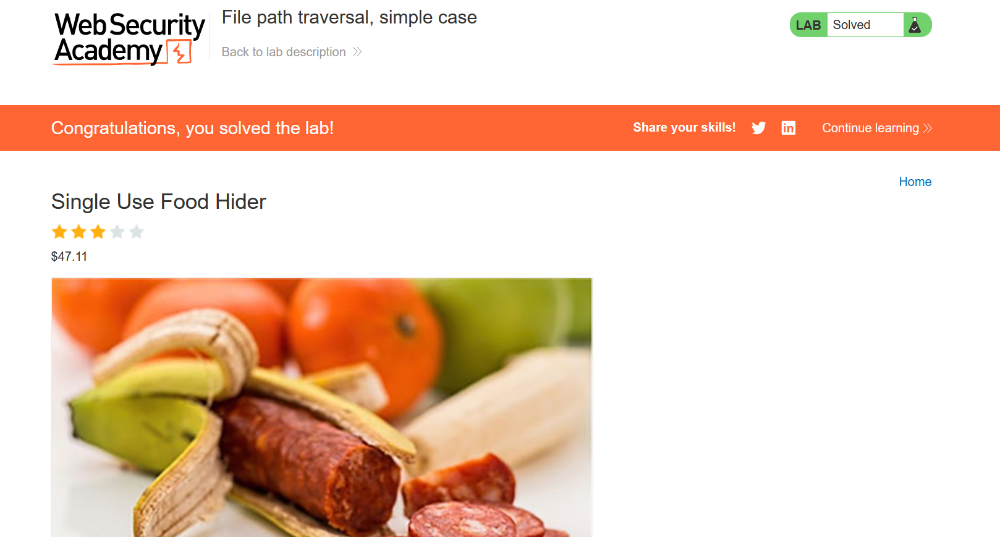 Web Security
Academy
File path traversal, simple case
Back to lab description
LAB Solved
Congratulations, you solved the lab!
Share your skills!
in
Continue learning
Home
Single Use Food Hider
$47.11